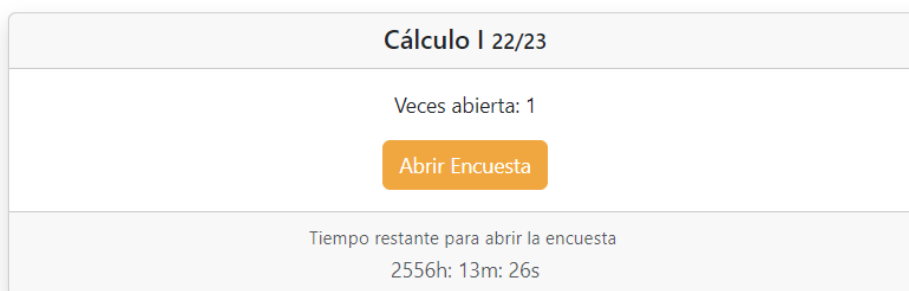 Cálculo I 22/23
Veces abierta: 1
Abrir Encuesta
Tiempo restante para abrir la encuesta
2556h: 13m: 26s